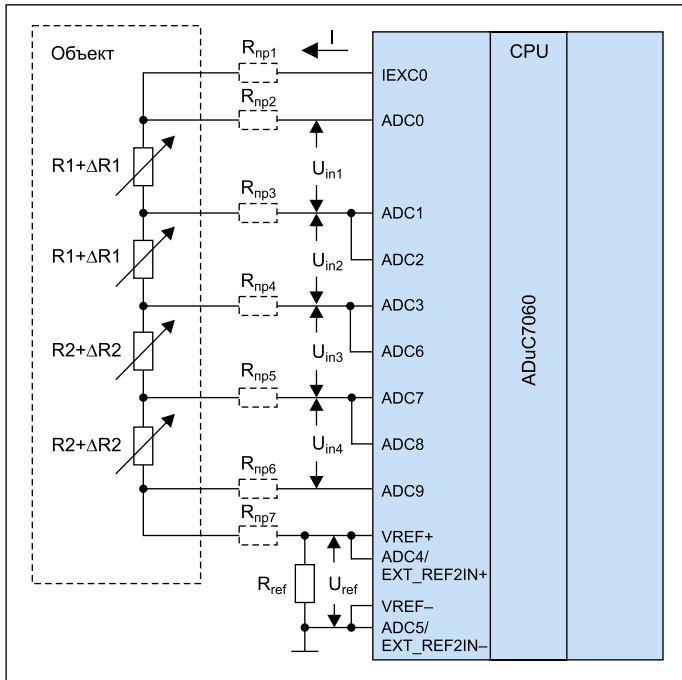 I
Rпр1
CPU
Объект
IEXC0
Rпр2
ADC0
R1+ΔR1
Uin1
Rпр3
ADC1
R1+ΔR1
Uin2
ADC2
Rпр4
ADC3
R2+ΔR2
Uin3
ADC6
ADuC7060
Rпр5
ADC7
R2+ΔR2
Uin4
ADC8
Rпр6
ADC9
Rпр7
VREF+
ADC4/
EXT_REF2IN+
Rref
Uref
VREF–
ADC5/
EXT_REF2IN–